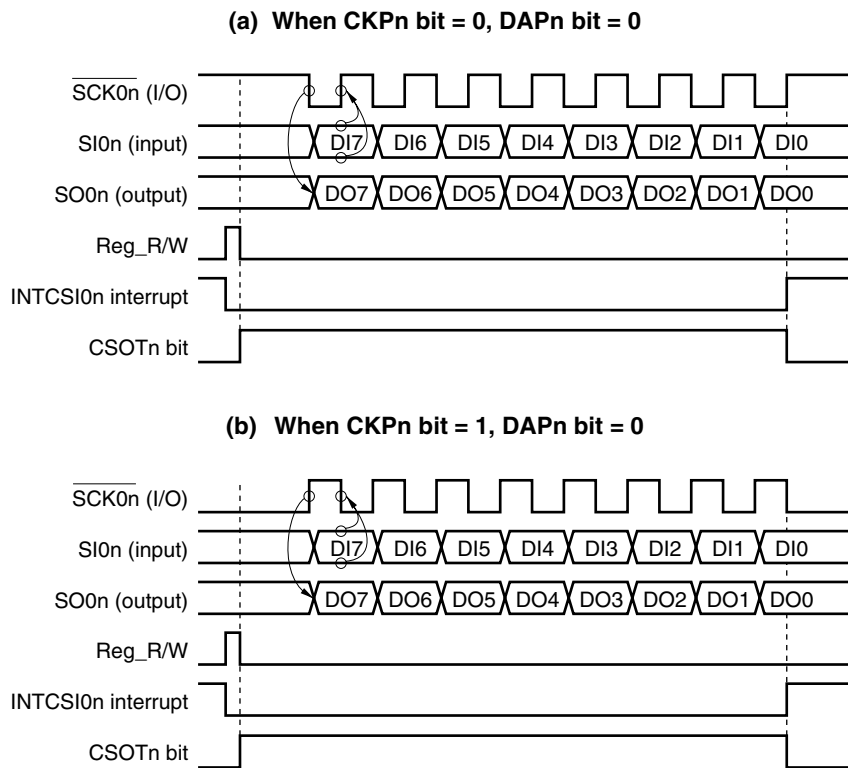 (a) When CKPn bit = 0, DAPn bit = 0
SCK0n (I/O)
SI0n (input) DI7 DI6 DI5 DI4 DI3 DI2 DI1 DI0
SO0n (output) DO7 DO6 DO5 DO4 DO3 DO2 DO1 DO0
Reg_R/W
INTCSI0n interrupt
CSOTn bit
(b) When CKPn bit = 1, DAPn bit = 0
SCK0n (I/O)
SI0n (input) DI7 DI6 DI5 DI4 DI3 DI2 DI1 DI0
SO0n (output) DO7 DO6 DO5 DO4 DO3 DO2 DO1 DO0
Reg_R/W
INTCSI0n interrupt
CSOTn bit